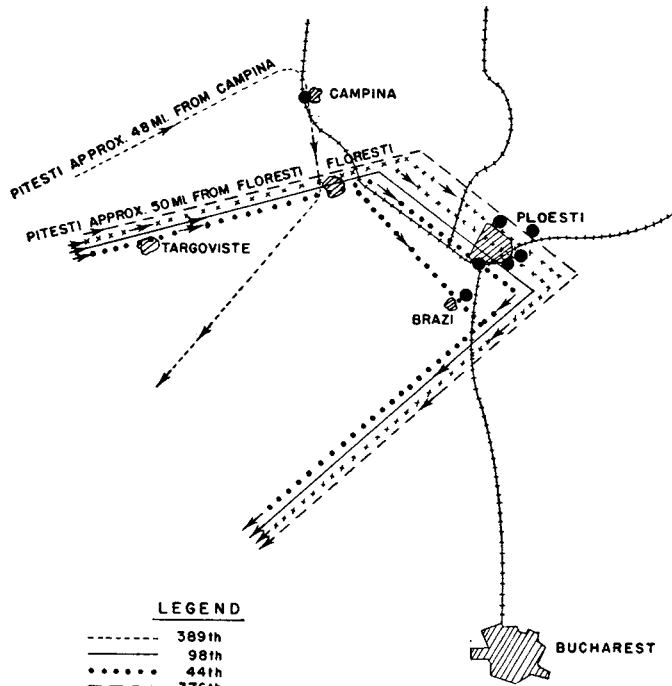 PITESTI APPROX. 48 MI. FROM CAMPINA
CAMPINA
PITESTI APPROX. 50 MI. FROM FLORESTI
FLORESTI
TARGOVISTE
PLOESTI
BRAZI
BUCHAREST
LEGEND
389th
98th
44th
376th